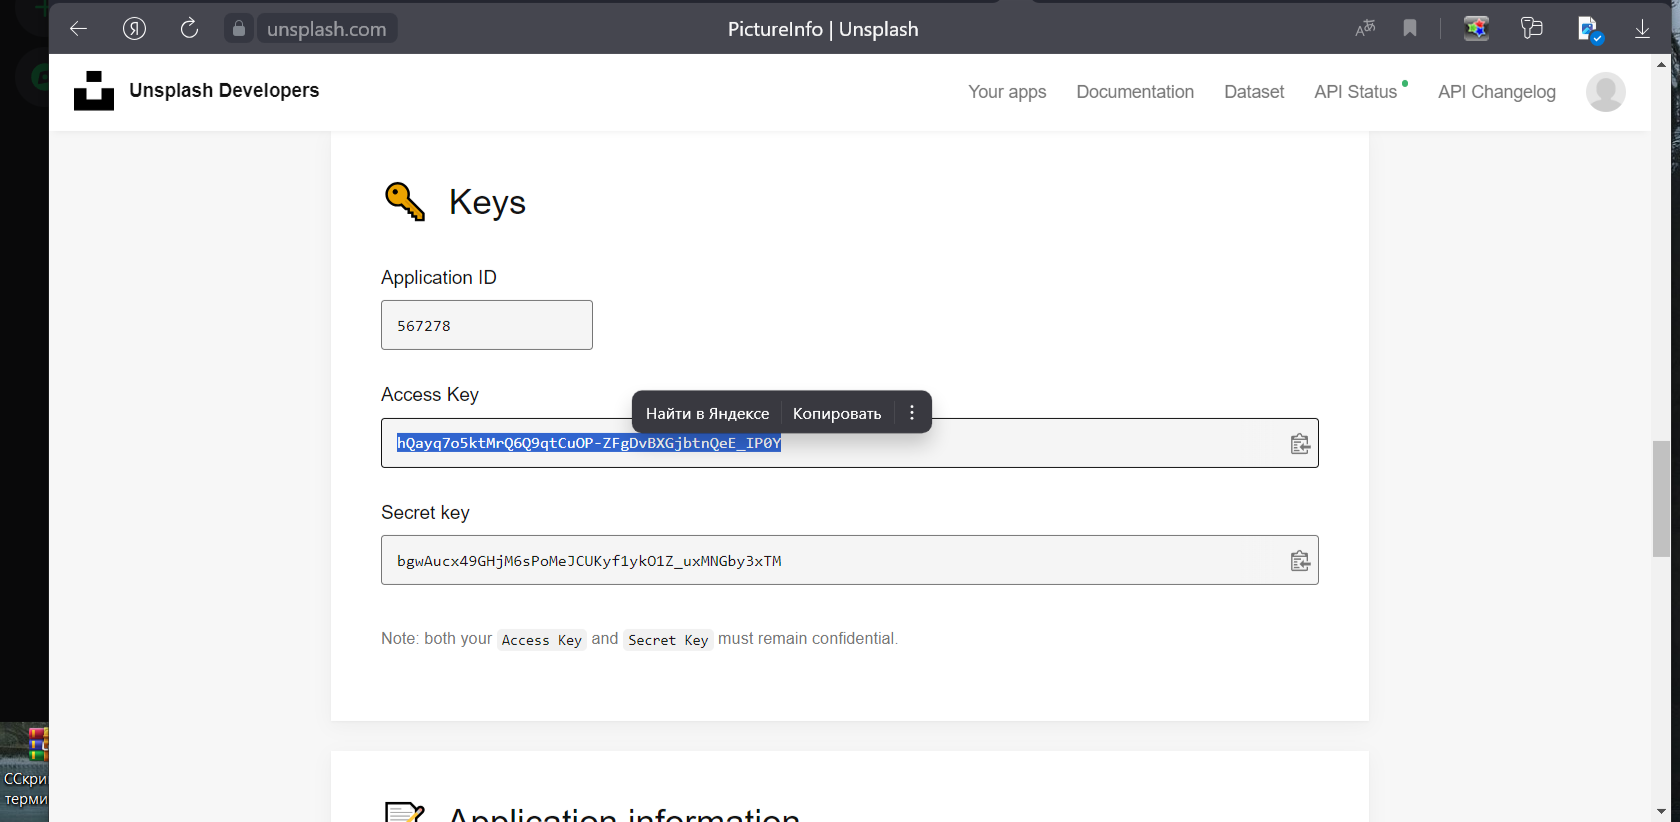 unsplash.com
PictureInfo | Unsplash
Unsplash Developers
Your apps
Documentation
Dataset
API Status
API Changelog
Keys
Application ID
567278
Access Key
Найти в Яндексе
Копировать
hQayq7o5ktMrQ6Q9qtCuOP-ZFgDvBXGjbtnQeE_IP0Y
Secret key
bgwAucx49GHjM6sPoMeJCUKyf1ykO1Z_uxMNGby3xTM
Note: both your Access Key and Secret Key must remain confidential.
ССкри
терми
Application information